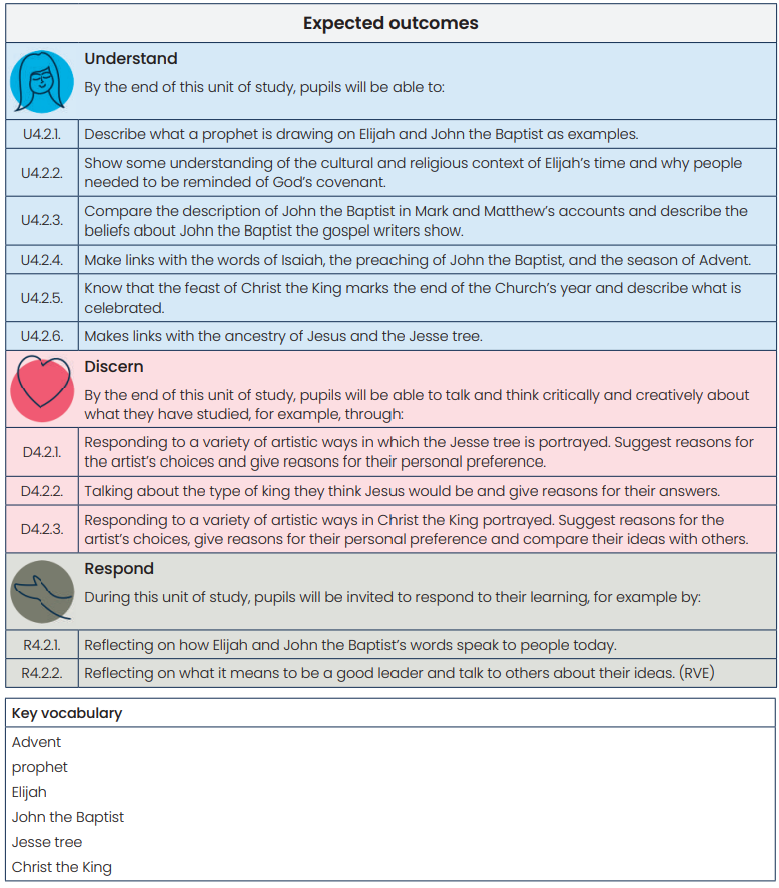 Expected outcomes
Understand
By the end of this unit of study, pupils will be able to:
U4.2.1. Describe what a prophet is drawing on Elijah and John the Baptist as examples.
U4.2.2. Show some understanding of the cultural and religious context of Elijah's time and why people
needed to be reminded of God's covenant.
U4.2.3. Compare the description of John the Baptist in Mark and Matthew's accounts and describe the
beliefs about John the Baptist the gospel writers show.
U4.2.4. Make links with the words of Isaiah, the preaching of John the Baptist, and the season of Advent.
U4.2.5. Know that the feast of Christ the King marks the end of the Church's year and describe what is
celebrated.
U4.2.6. Makes links with the ancestry of Jesus and the Jesse tree.
Discern
By the end of this unit of study, pupils will be able to talk and think critically and creatively about
what they have studied, for example, through:
D4.2.1. Responding to a variety of artistic ways in which the Jesse tree is portrayed. Suggest reasons for
the artist's choices and give reasons for their personal preference.
D4.2.2. Talking about the type of king they think Jesus would be and give reasons for their answers.
D4.2.3. Responding to a variety of artistic ways in Christ the King portrayed. Suggest reasons for the
artist's choices, give reasons for their personal preference and compare their ideas with others.
Respond
During this unit of study, pupils will be invited to respond to their learning, for example by:
R4.2.1. Reflecting on how Elijah and John the Baptist's words speak to people today.
R4.2.2. Reflecting on what it means to be a good leader and talk to others about their ideas. (RVE)
Key vocabulary
Advent
prophet
Elijah
John the Baptist
Jesse tree
Christ the King